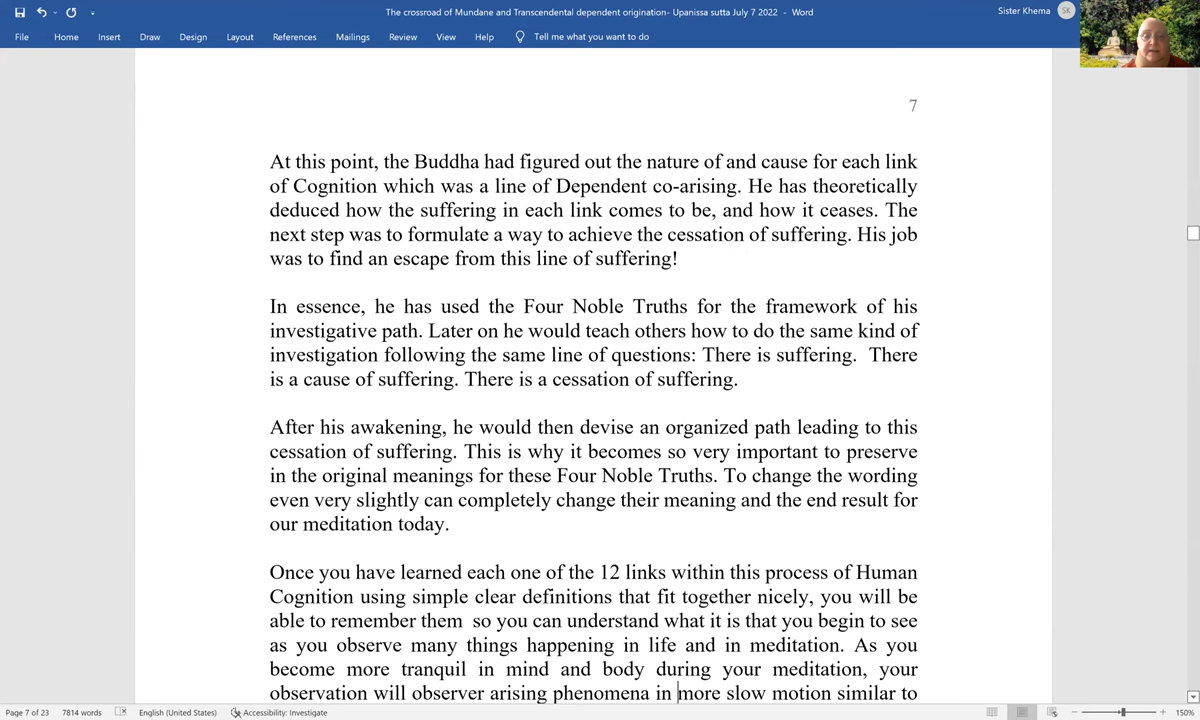 The crossroad of Mundane and Transcendental dependent origination- Upanissa sutta July 7 2022 - Word
Sister Khema SK
File Home Insert Draw Design Layout References Mailings Review View Help Tell me what you want to do
7
At this point, the Buddha had figured out the nature of and cause for each link
of Cognition which was a line of Dependent co-arising. He has theoretically
deduced how the suffering in each link comes to be, and how it ceases. The
next step was to formulate a way to achieve the cessation of suffering. His job
was to find an escape from this line of suffering!
In essence, he has used the Four Noble Truths for the framework of his
investigative path. Later on he would teach others how to do the same kind of
investigation following the same line of questions: There is suffering.  There
is a cause of suffering. There is a cessation of suffering.
After his awakening, he would then devise an organized path leading to this
cessation of suffering. This is why it becomes so very important to preserve
in the original meanings for these Four Noble Truths. To change the wording
even very slightly can completely change their meaning and the end result for
our meditation today.
Once you have learned each one of the 12 links within this process of Human
Cognition using simple clear definitions that fit together nicely, you will be
able to remember them  so you can understand what it is that you begin to see
as you observe many things happening in life and in meditation. As you
become more tranquil in mind and body during your meditation, your
observation will observer arising phenomena in more slow motion similar to
Page 7 of 23 7814 words English (United States) Accessibility: Investigate 150%